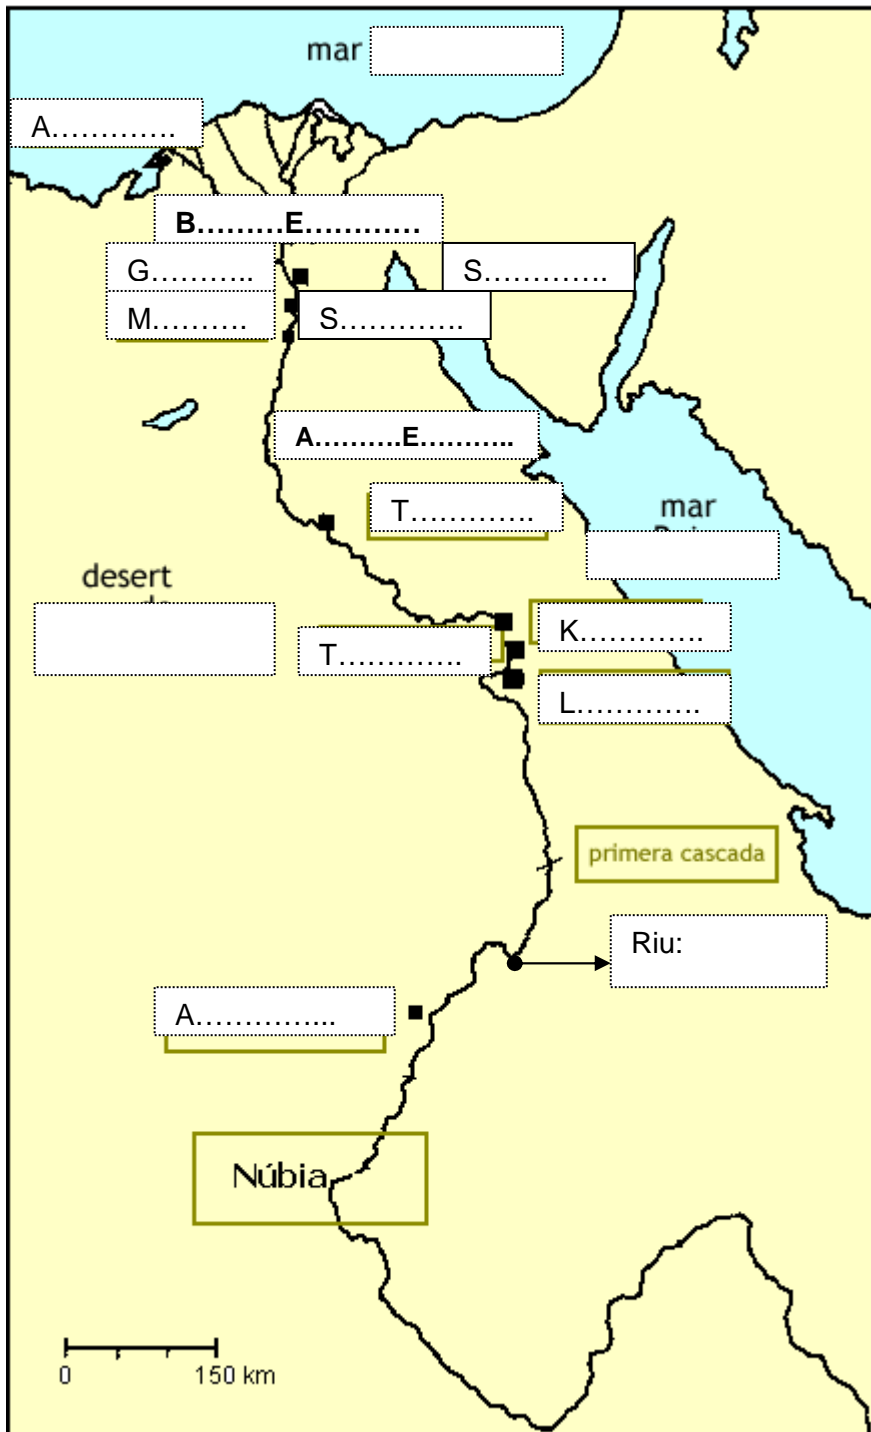 mar
A………….
B………E…………
G………..
S………….
M……….
S………….
A……….E………..
T………….
mar
desert
K………….
T………….
L………….
primera cascada
Riu:
A…………...
Núbia
0 150 km